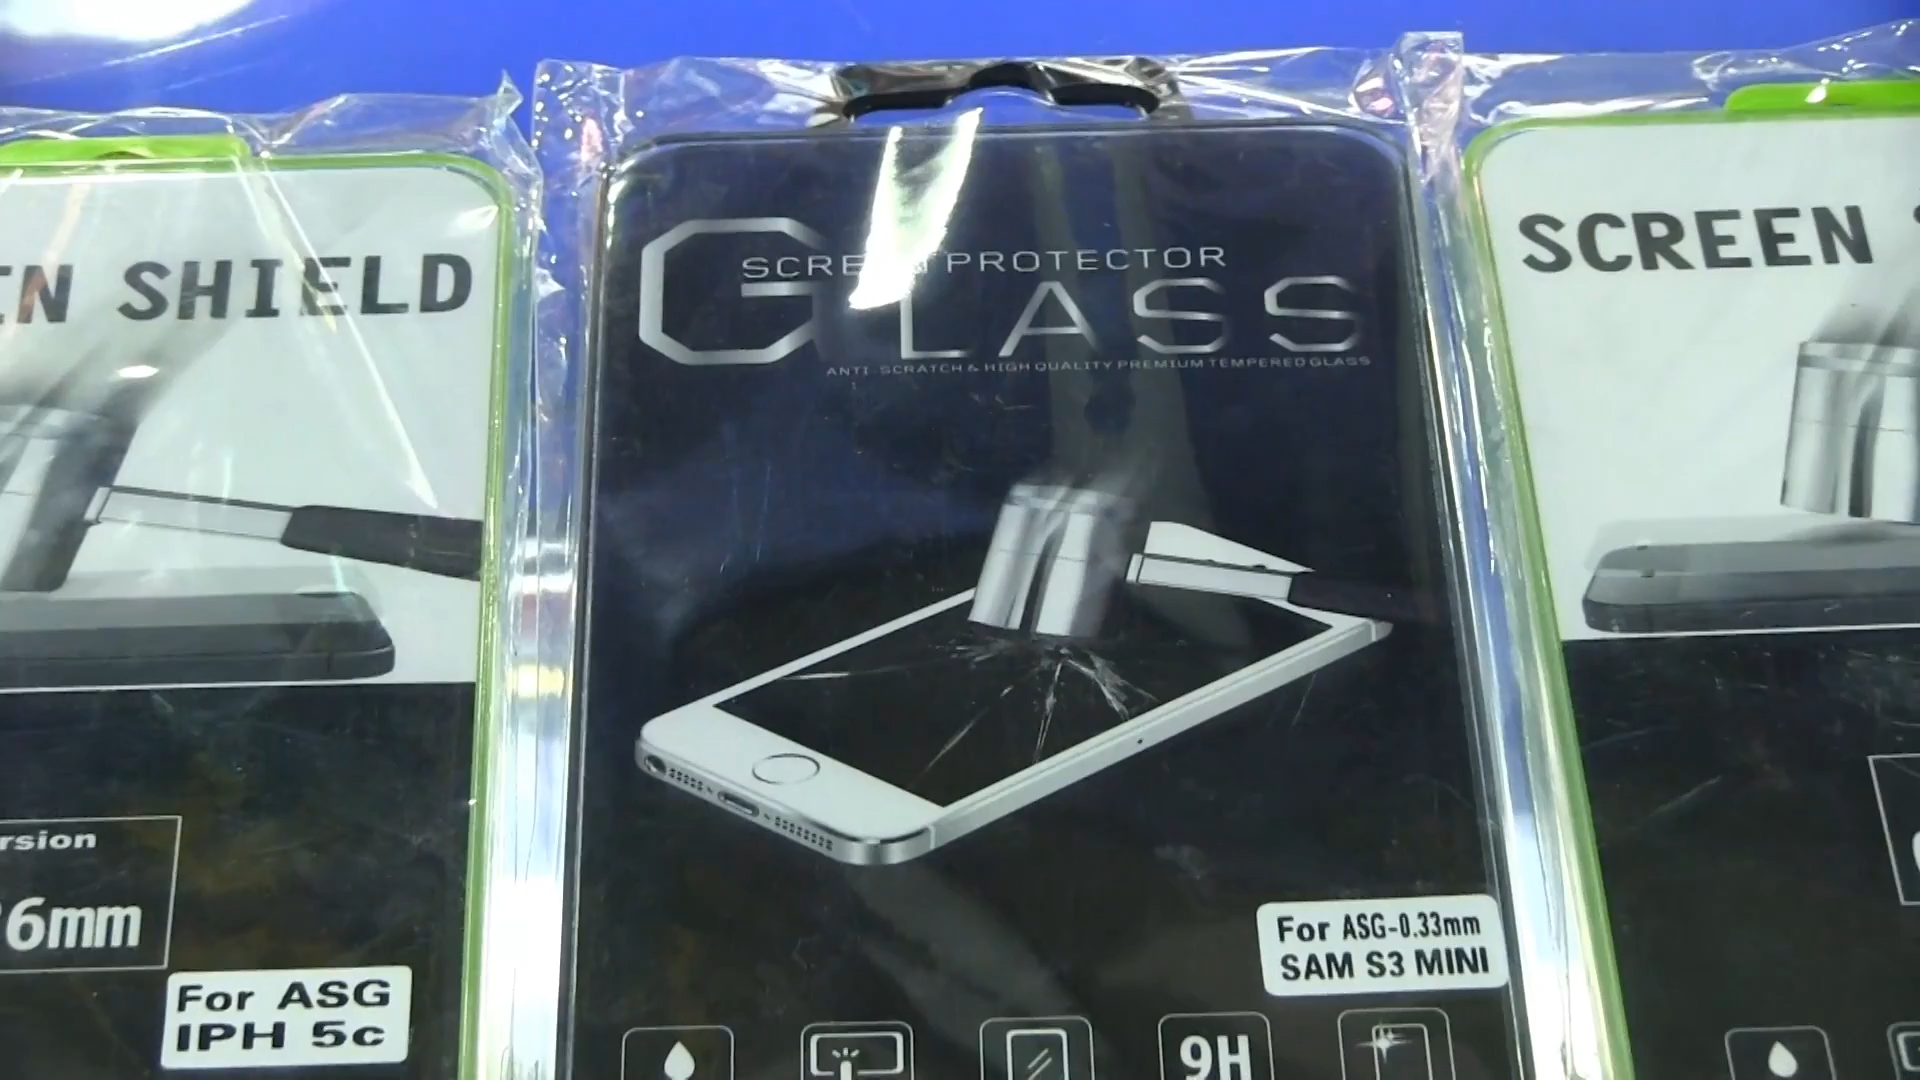 SHIELD
rsion
6mm
For ASG
IPH 5c
SCREEN PROTECTOR
GLASS
ANTI-SCRATCH & HIGH QUALITY PREMIUM TEMPERED GLASS
For ASG-0.33mm
SAM S3 MINI
9H
SCREEN